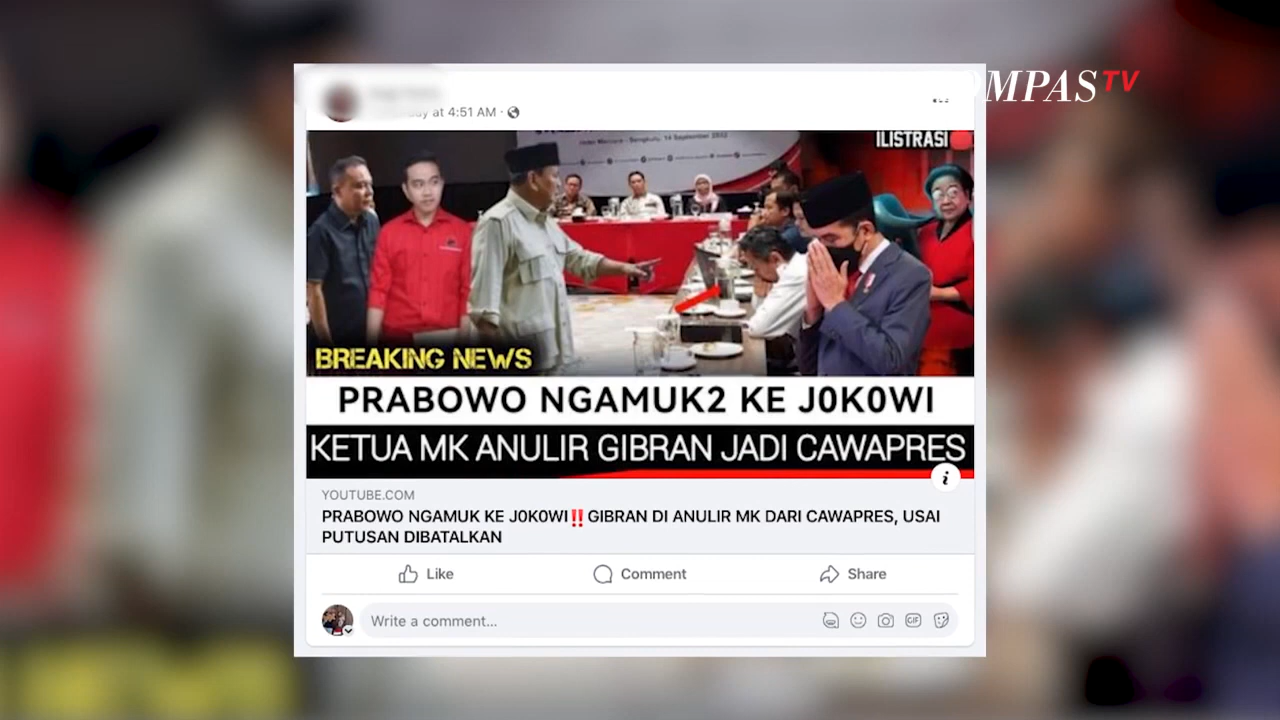 OMPAS TV
at 4:51 AM ·
ILISTRASI
BREAKING NEWS
PRABOWO NGAMUK2 KE J0K0WI
KETUA MK ANULIR GIBRAN JADI CAWAPRES
YOUTUBE.COM
PRABOWO NGAMUK KE J0K0WI‼️GIBRAN DI ANULIR MK DARI CAWAPRES, USAI
PUTUSAN DIBATALKAN
Like
Comment
Share
Write a comment...
GIF